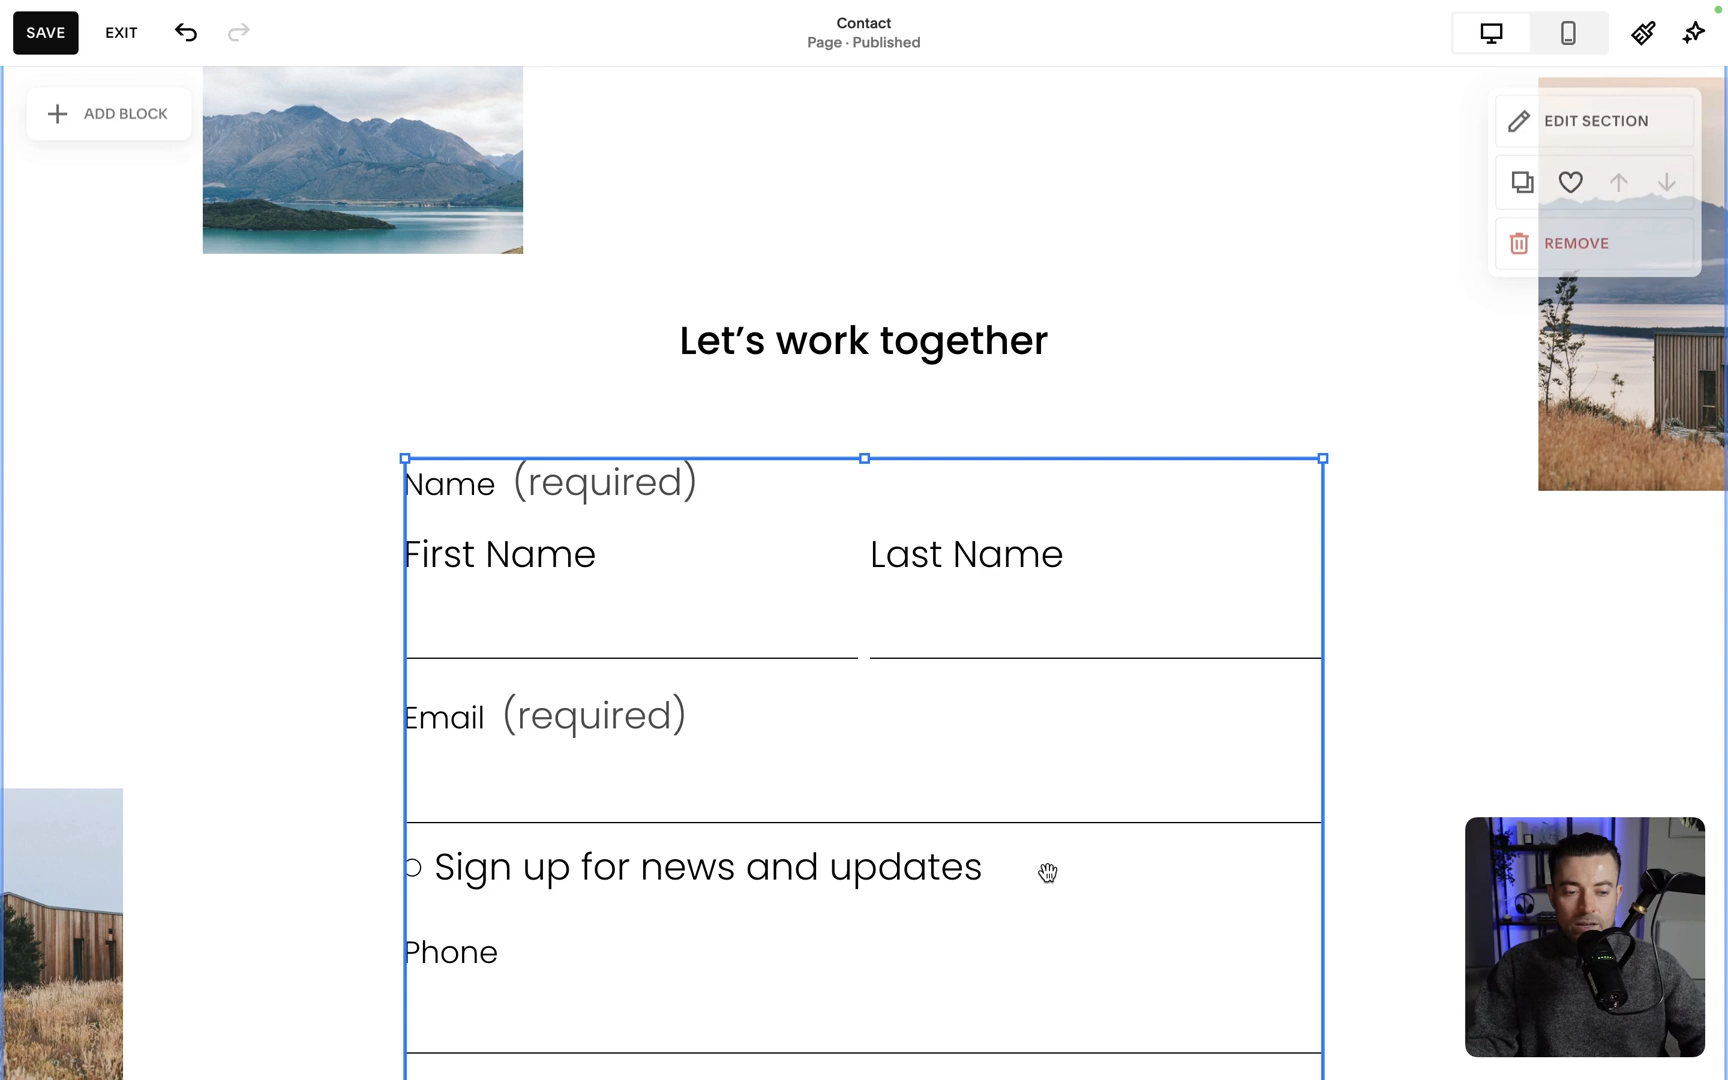 SAVE
EXIT
Contact
Page · Published
ADD BLOCK
EDIT SECTION
REMOVE
Let’s work together
Name (required)
First Name
Last Name
Email (required)
Sign up for news and updates
Phone